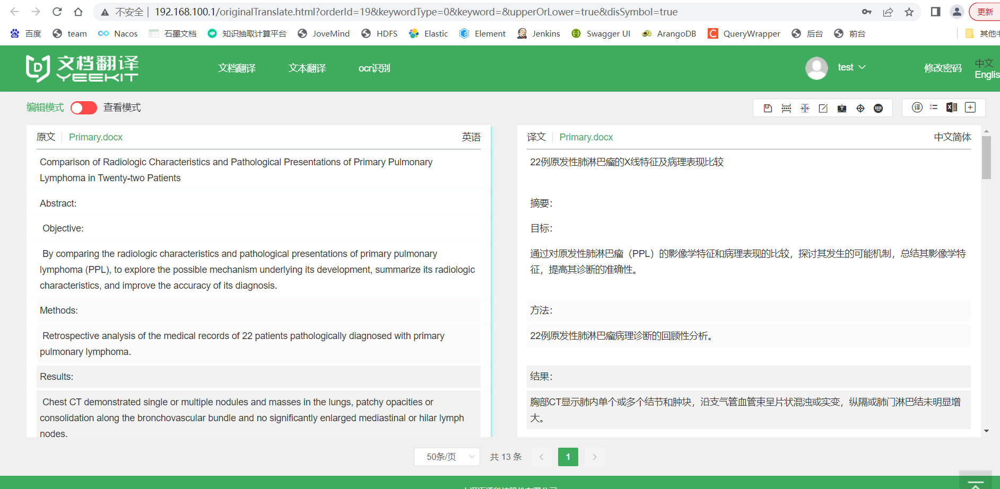 不安全 | 192.168.100.1/originalTranslate.html?orderId=19&keywordType=0&keyword=&upperOrLower=true&disSymbol=true
更新
百度 team Nacos 石墨文档 知识抽取计算平台 JoveMind HDFS Elastic Element Jenkins Swagger UI ArangoDB QueryWrapper 后台 前台 其他书
文档翻译
YEEKIT
文档翻译 文本翻译 ocr识别 test 修改密码 中文
Englis
编辑模式 查看模式
原文 Primary.docx 英语
Comparison of Radiologic Characteristics and Pathological Presentations of Primary Pulmonary
Lymphoma in Twenty-two Patients
Abstract:
Objective:
By comparing the radiologic characteristics and pathological presentations of primary pulmonary
lymphoma (PPL), to explore the possible mechanism underlying its development, summarize its radiologic
characteristics, and improve the accuracy of its diagnosis.
Methods:
Retrospective analysis of the medical records of 22 patients pathologically diagnosed with primary
pulmonary lymphoma.
Results:
Chest CT demonstrated single or multiple nodules and masses in the lungs, patchy opacities or
consolidation along the bronchovascular bundle and no significantly enlarged mediastinal or hilar lymph
nodes.
译文 Primary.docx 中文简体
22例原发性肺淋巴瘤的X线特征及病理表现比较
摘要：
目标：
通过对原发性肺淋巴瘤（PPL）的影像学特征和病理表现的比较，探讨其发生的可能机制，总结其影像学特
征，提高其诊断的准确性。
方法：
22例原发性肺淋巴瘤病理诊断的回顾性分析。
结果：
胸部CT显示肺内单个或多个结节和肿块，沿支气管血管束呈片状混浊或实变，纵隔或肺门淋巴结未明显增
大。
50条/页 共 13 条 1